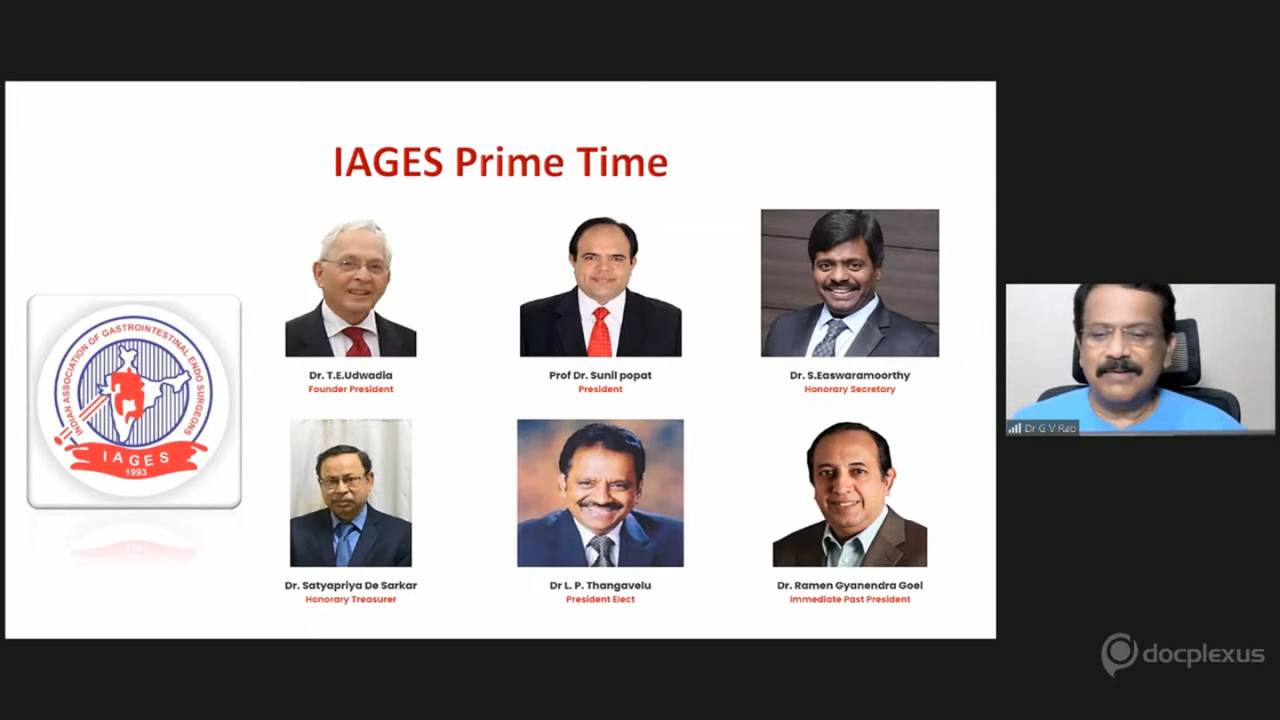 IAGES Prime Time
Dr. T.E.Udwadia
Founder President
Prof Dr. Sunil popat
President
Dr. S.Easwaramoorthy
Honorary Secretary
INDIAN ASSOCIATION OF GASTROINTESTINAL ENDO SURGEONS
IAGES
1993
Dr G V Rao
Dr. Satyapriya De Sarkar
Honorary Treasurer
Dr L. P. Thangavelu
President Elect
Dr. Ramen Gyanendra Goel
Immediate Past President
docplexus